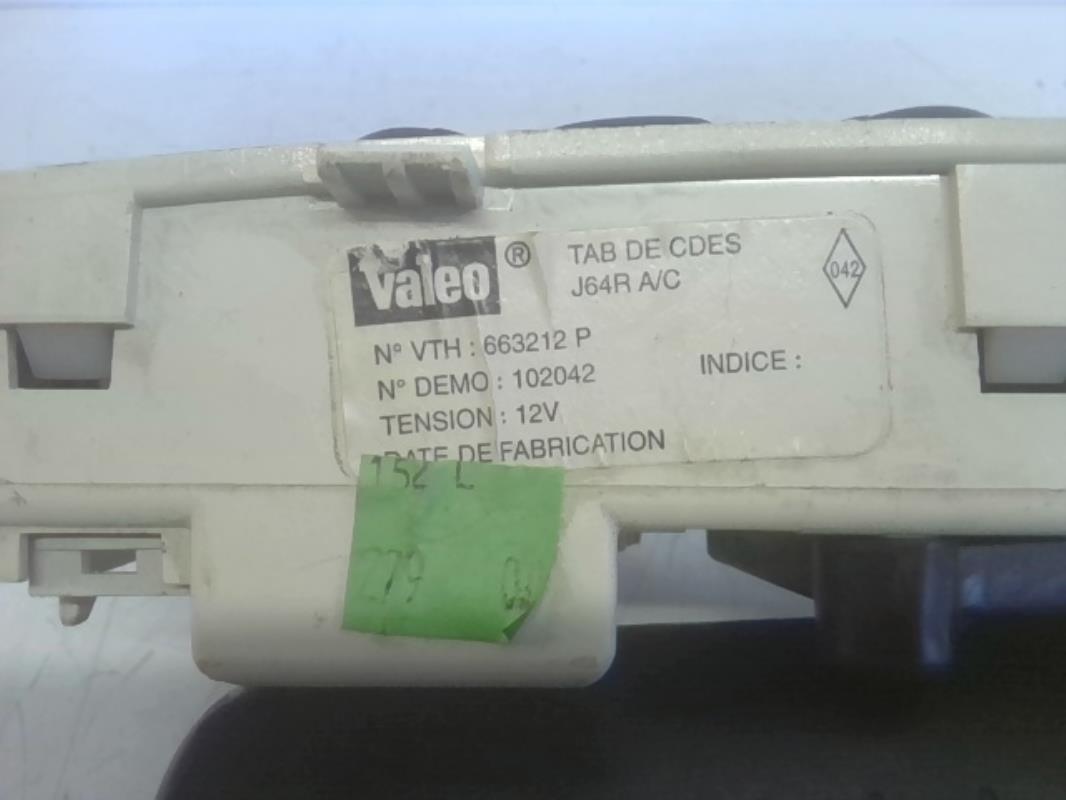 Valeo ®
TAB DE CDES
J64R A/C
042
N° VTH : 663212 P
N° DEMO : 102042
INDICE :
TENSION : 12V
DATE DE FABRICATION
152 L
279